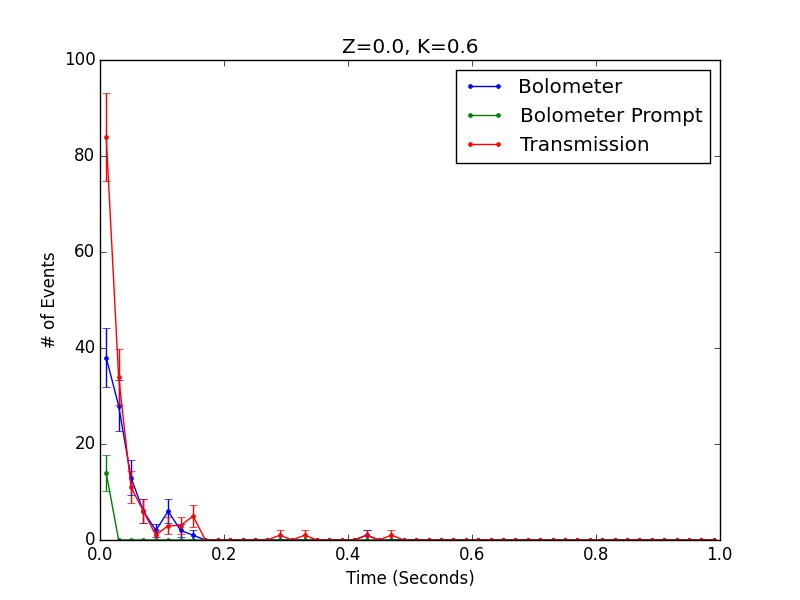 Z=0.0, K=0.6
100
80
60
40
20
0
# of Events
Bolometer
Bolometer Prompt
Transmission
0.0 0.2 0.4 0.6 0.8 1.0
Time (Seconds)